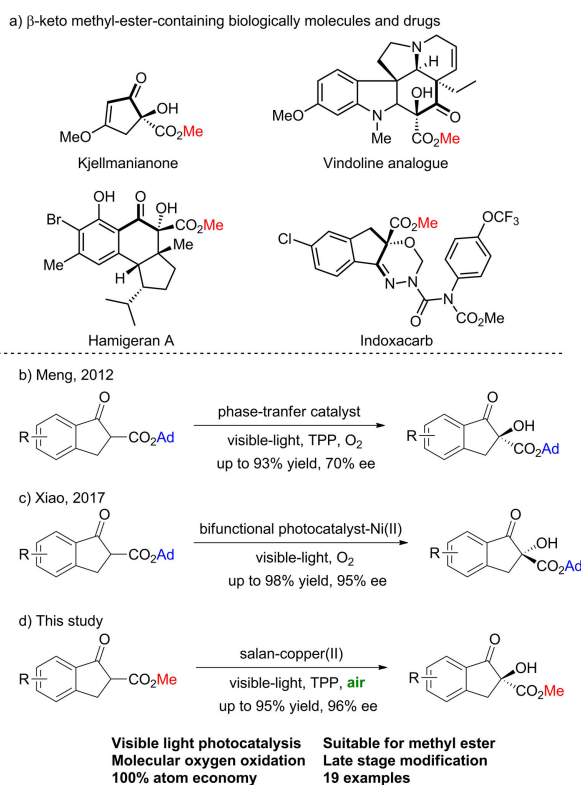 a) β-keto methyl-ester-containing biologically molecules and drugs
O
OH
MeO
CO₂Me
Kjellmanianone
N
H
OH
O
MeO
N
Me
CO₂Me
Vindoline analogue
OH O OH
Br
CO₂Me
Me
Me
H
Hamigeran A
CO₂Me
Cl
O
N N
O
N
OCF₃
CO₂Me
Indoxacarb
b) Meng, 2012
O
R
CO₂Ad
phase-tranfer catalyst
visible-light, TPP, O₂
up to 93% yield, 70% ee
O
OH
R
CO₂Ad
c) Xiao, 2017
O
R
CO₂Ad
bifunctional photocatalyst-Ni(II)
visible-light, O₂
up to 98% yield, 95% ee
O
OH
R
CO₂Ad
d) This study
O
R
CO₂Me
salan-copper(II)
visible-light, TPP, air
up to 95% yield, 96% ee
O
OH
R
CO₂Me
Visible light photocatalysis Suitable for methyl ester
Molecular oxygen oxidation Late stage modification
100% atom economy 19 examples